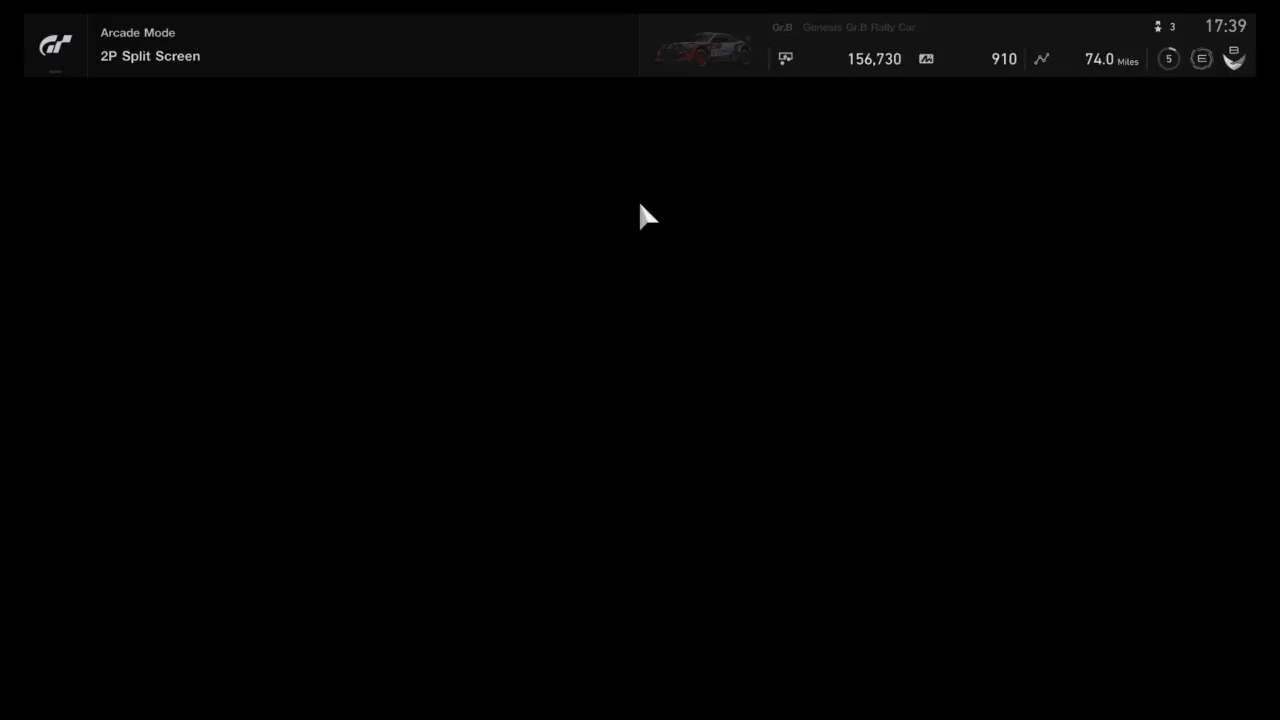 Arcade Mode
2P Split Screen
Gr.B Genesis Gr.B Rally Car
3 17:39
156,730 910 74.0 Miles 5 E B